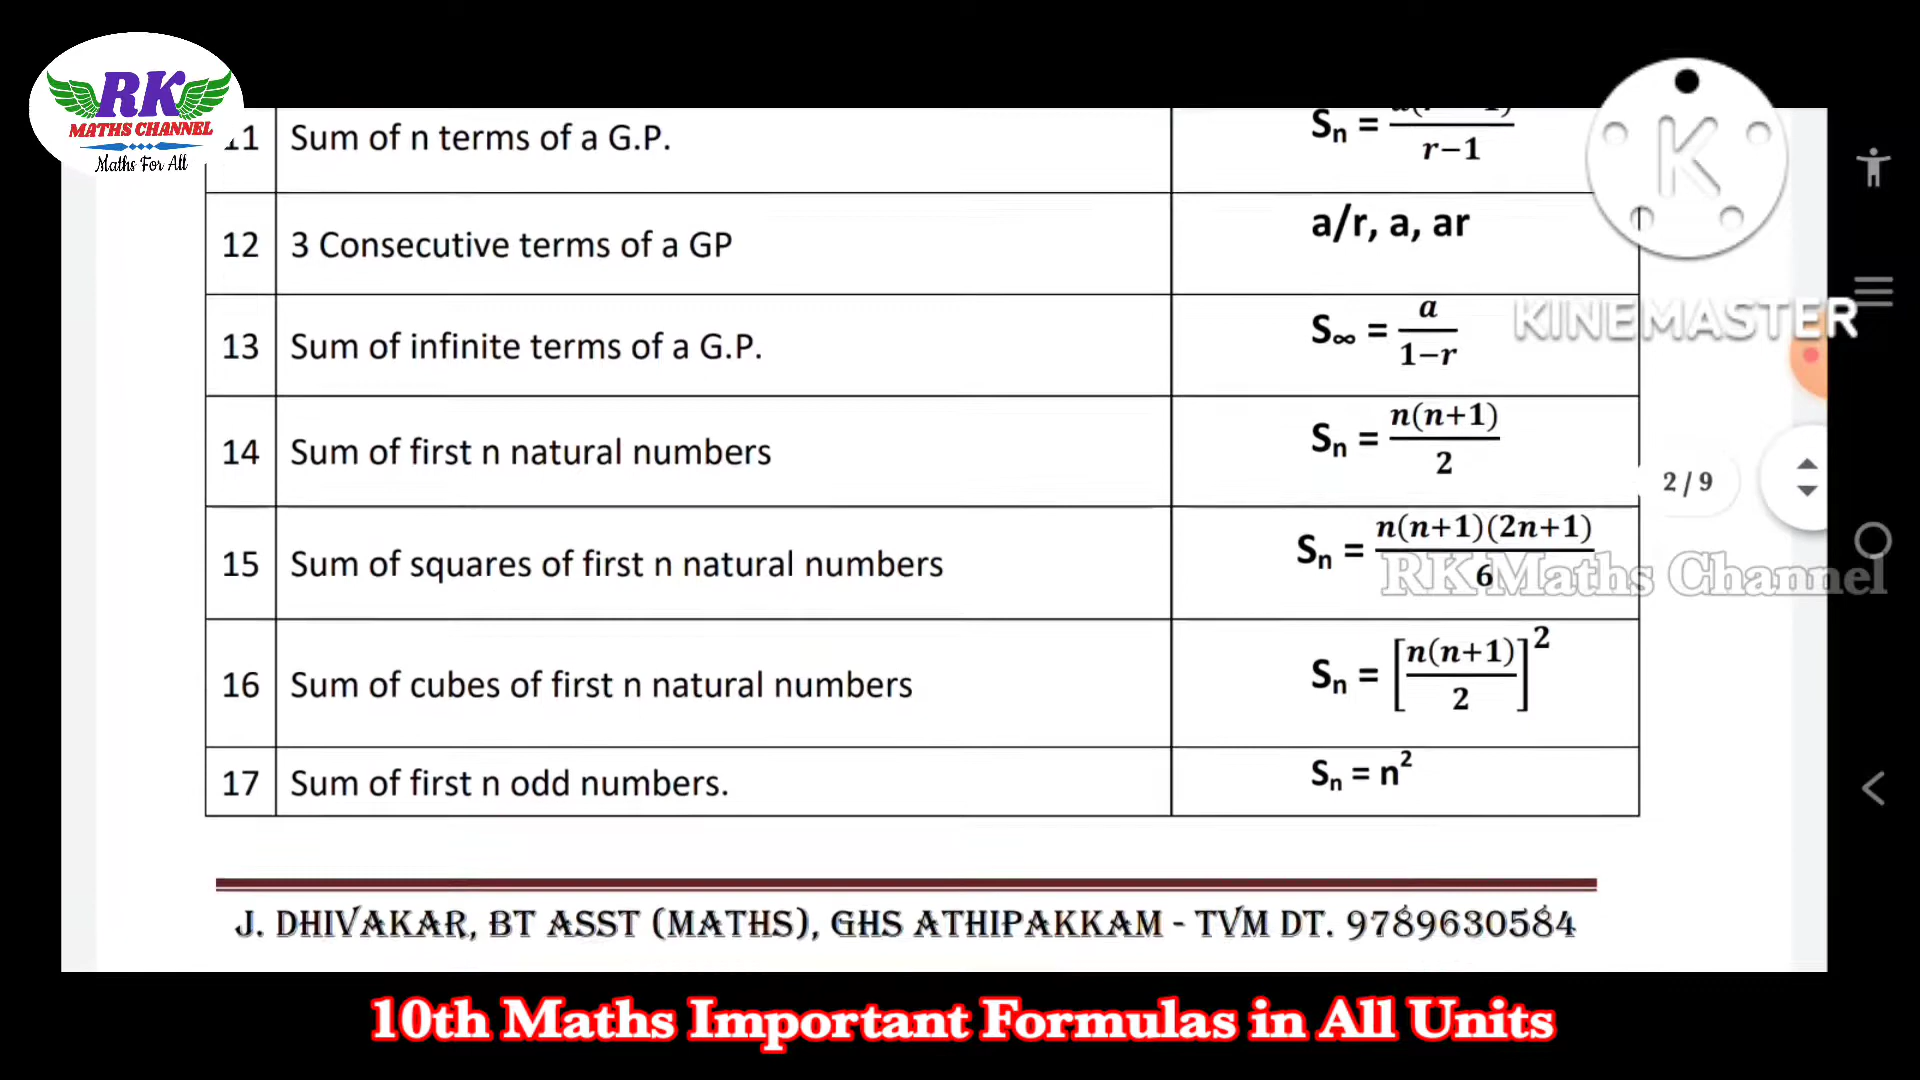 RK
MATHS CHANNEL
Maths For All
11 Sum of n terms of a G.P. Sₙ = / r−1
12 3 Consecutive terms of a GP a/r, a, ar
13 Sum of infinite terms of a G.P. S∞ = a / 1−r
14 Sum of first n natural numbers Sₙ = n(n+1) / 2
15 Sum of squares of first n natural numbers Sₙ = n(n+1)(2n+1) / 6
16 Sum of cubes of first n natural numbers Sₙ = [n(n+1) / 2]²
17 Sum of first n odd numbers. Sₙ = n²
K
KINEMASTER
2 / 9
RK Maths Channel
J. DHIVAKAR, BT ASST (MATHS), GHS ATHIPAKKAM - TVM DT. 9789630584
10th Maths Important Formulas in All Units